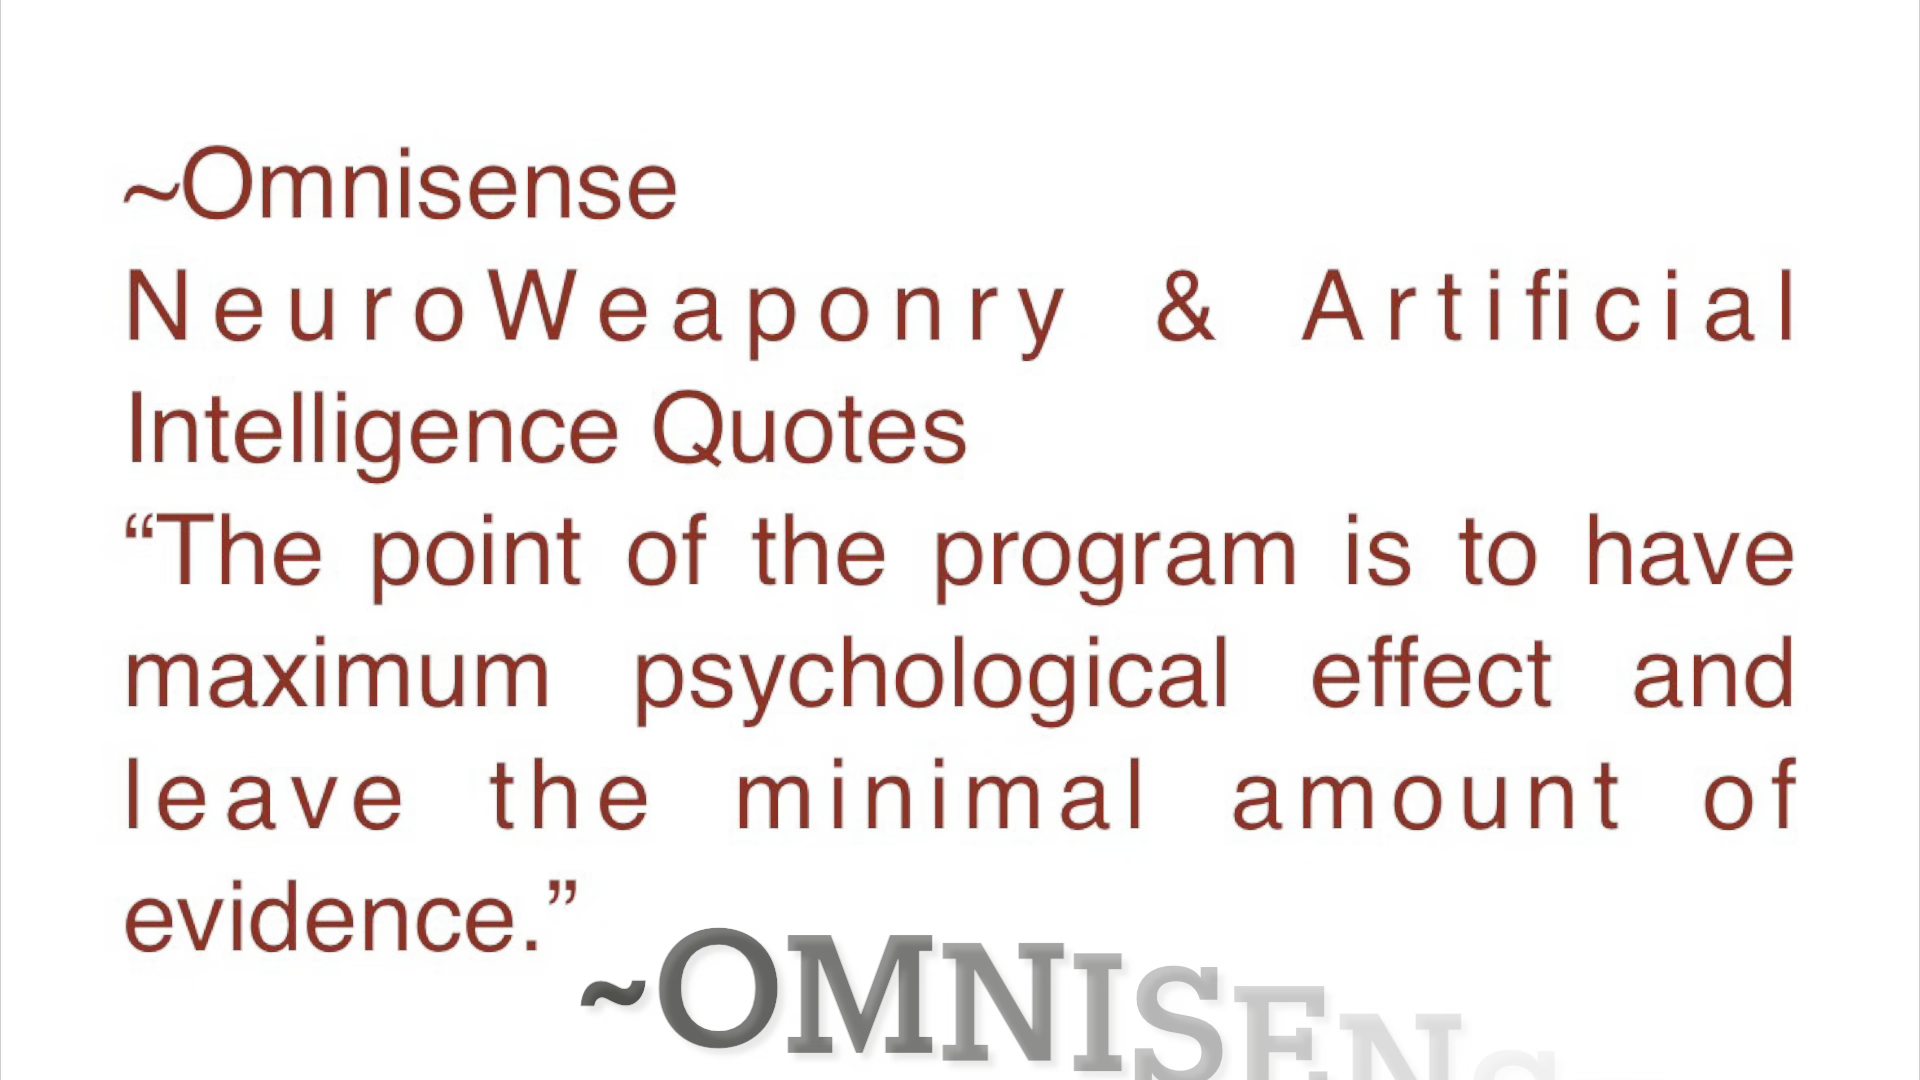 ~Omnisense
NeuroWeaponry & Artificial
Intelligence Quotes
“The point of the program is to have
maximum psychological effect and
leave the minimal amount of
evidence.”
~OMNISENS